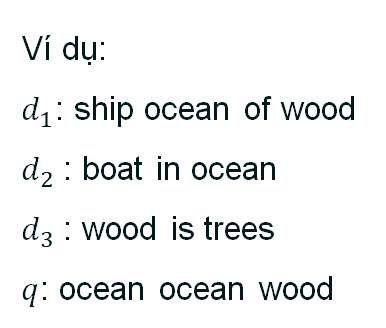 Ví dụ:
d₁: ship ocean of wood
d₂ : boat in ocean
d₃ : wood is trees
q: ocean ocean wood